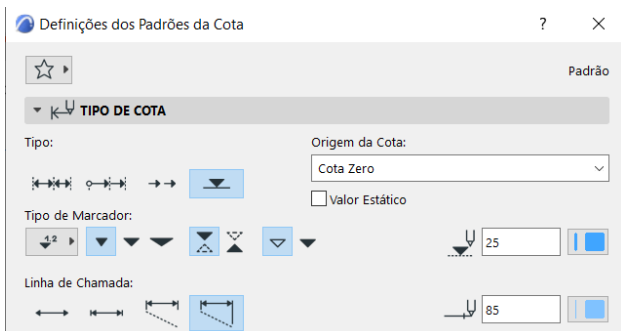 Definições dos Padrões da Cota ? ×
Padrão
TIPO DE COTA
Tipo:
Origem da Cota:
Cota Zero
Valor Estático
Tipo de Marcador:
1.2
25
Linha de Chamada:
85